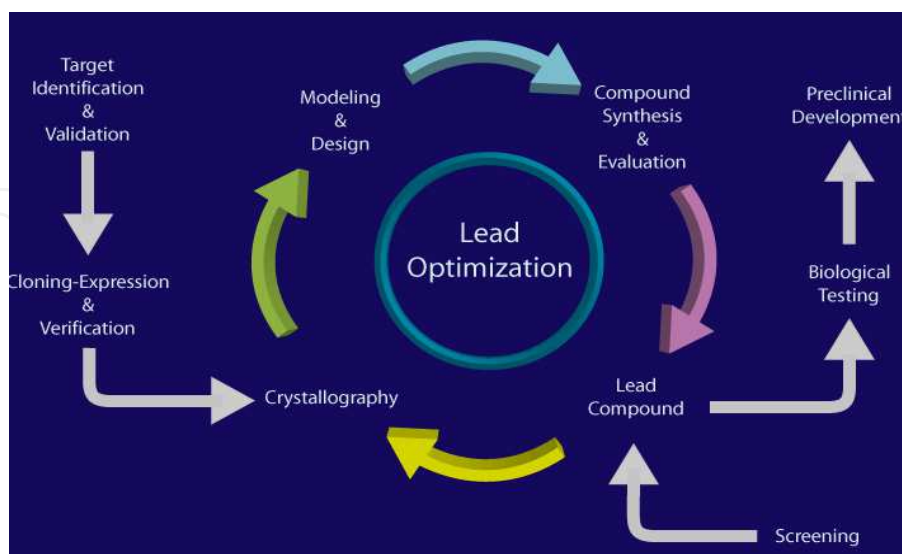 Target
Identification
&
Validation
Cloning-Expression
&
Verification
Crystallography
Modeling
&
Design
Compound
Synthesis
&
Evaluation
Lead
Optimization
Lead
Compound
Screening
Biological
Testing
Preclinical
Development